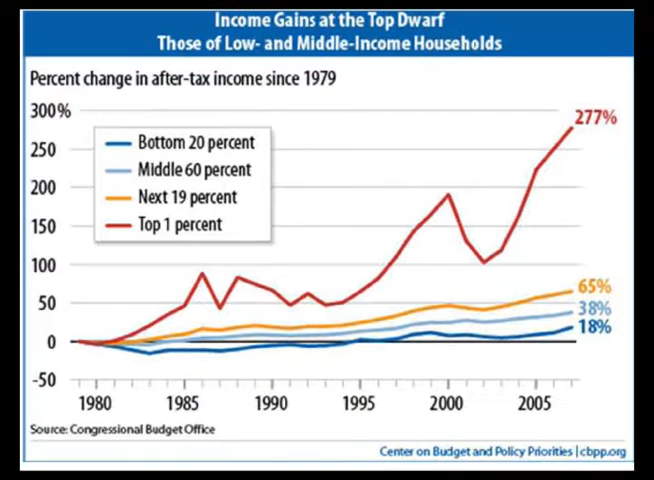 Income Gains at the Top Dwarf
Those of Low- and Middle-Income Households
Percent change in after-tax income since 1979
300%
250
200
150
100
50
0
-50
Bottom 20 percent
Middle 60 percent
Next 19 percent
Top 1 percent
277%
65%
38%
18%
1980 1985 1990 1995 2000 2005
Source: Congressional Budget Office
Center on Budget and Policy Priorities | cbpp.org